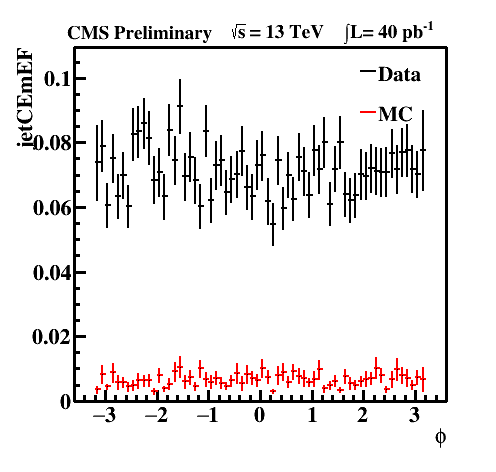 CMS Preliminary √s = 13 TeV ∫L= 40 pb⁻¹
jetCEmEF
0.1
0.08
0.06
0.04
0.02
0
Data
MC
−3 −2 −1 0 1 2 3
ϕ